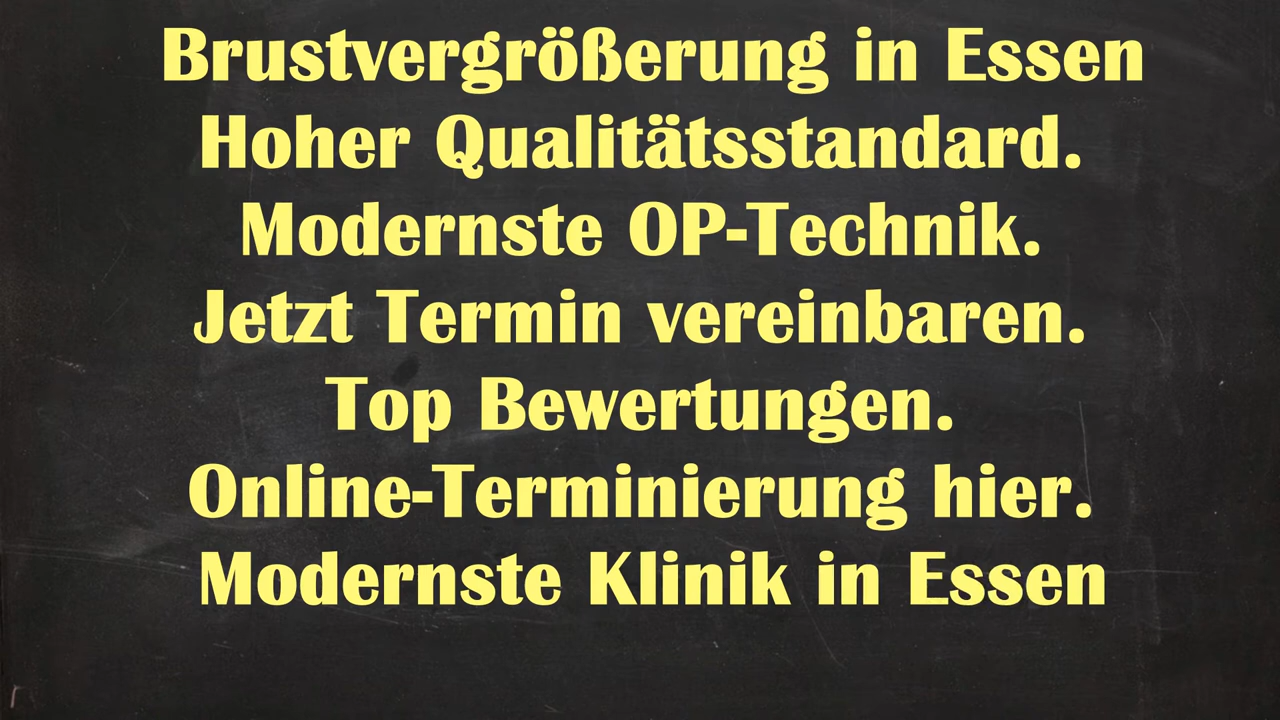 Brustvergrößerung in Essen
Hoher Qualitätsstandard.
Modernste OP-Technik.
Jetzt Termin vereinbaren.
Top Bewertungen.
Online-Terminierung hier.
Modernste Klinik in Essen